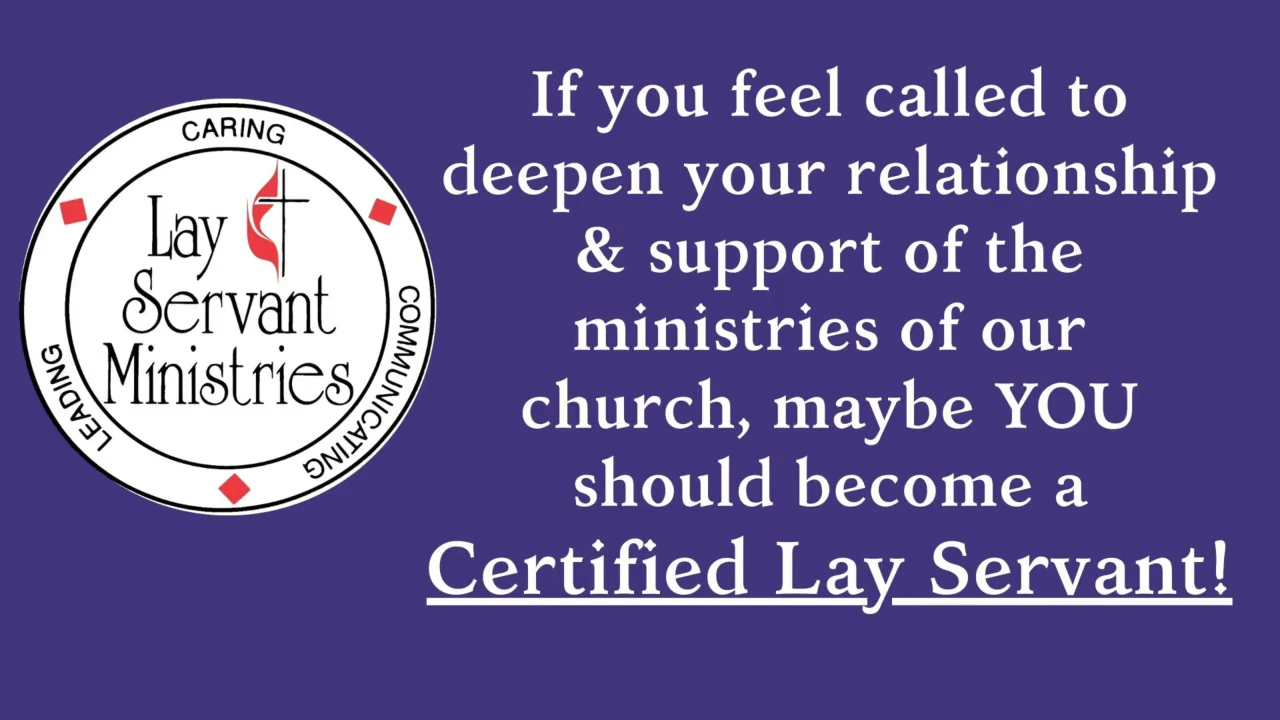 CARING
Lay
Servant
Ministries
LEADING
COMMUNICATING
If you feel called to
deepen your relationship
& support of the
ministries of our
church, maybe YOU
should become a
Certified Lay Servant!